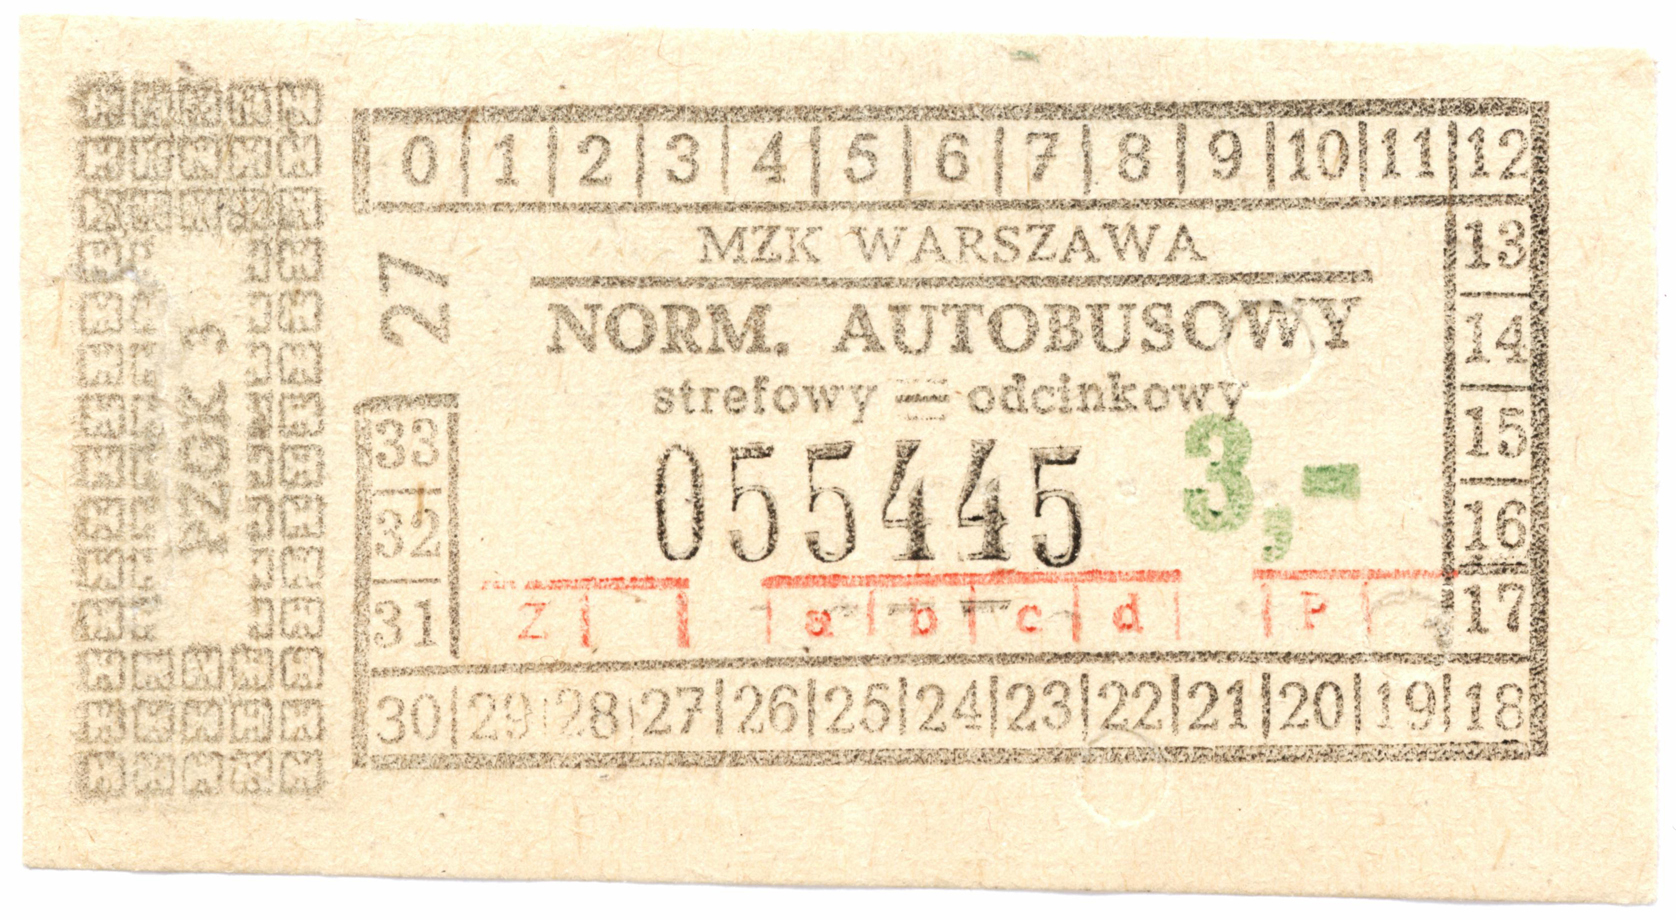 0 1 2 3 4 5 6 7 8 9 10 11 12
MZK WARSZAWA
13
27
NORM. AUTOBUSOWY
14
strefowy = odcinkowy
15
33
055445 3,-
16
32
Z a b c d P
17
31
30 29 28 27 26 25 24 23 22 21 20 19 18
PZGK 3